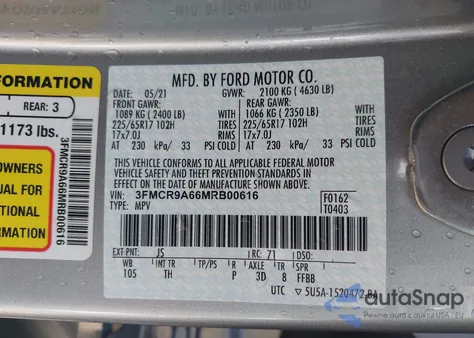 MFD. BY FORD MOTOR CO.
DATE: 05/21 GVWR: 2100 KG ( 4630 LB)
FRONT GAWR: REAR GAWR:
1089 KG ( 2400 LB) 1066 KG ( 2350 LB)
225/65R17 102H TIRES 225/65R17 102H TIRES
17x7.0J RIMS 17x7.0J RIMS
AT 230 kPa/ 33 PSI COLD AT 230 kPa/ 33 PSI COLD
THIS VEHICLE CONFORMS TO ALL APPLICABLE FEDERAL MOTOR
VEHICLE SAFETY AND THEFT PREVENTION STANDARDS IN
EFFECT ON THE DATE OF MANUFACTURE SHOWN ABOVE.
VIN: 3FMCR9A66MRB00616 F0162
TYPE: MPV T0403
EXT PNT: JS RC: 71 DSO:
WB INT TR TP/PS R AXLE TR SPR
105 TH P 3D 8 FFBB
UTC
FORMATION
REAR: 3
1173 lbs.
OWNERS
UAL FOR
TIONAL
MATION
3FMCR9A66MRB00616
autoSnap
Pewne auto z USA / EU